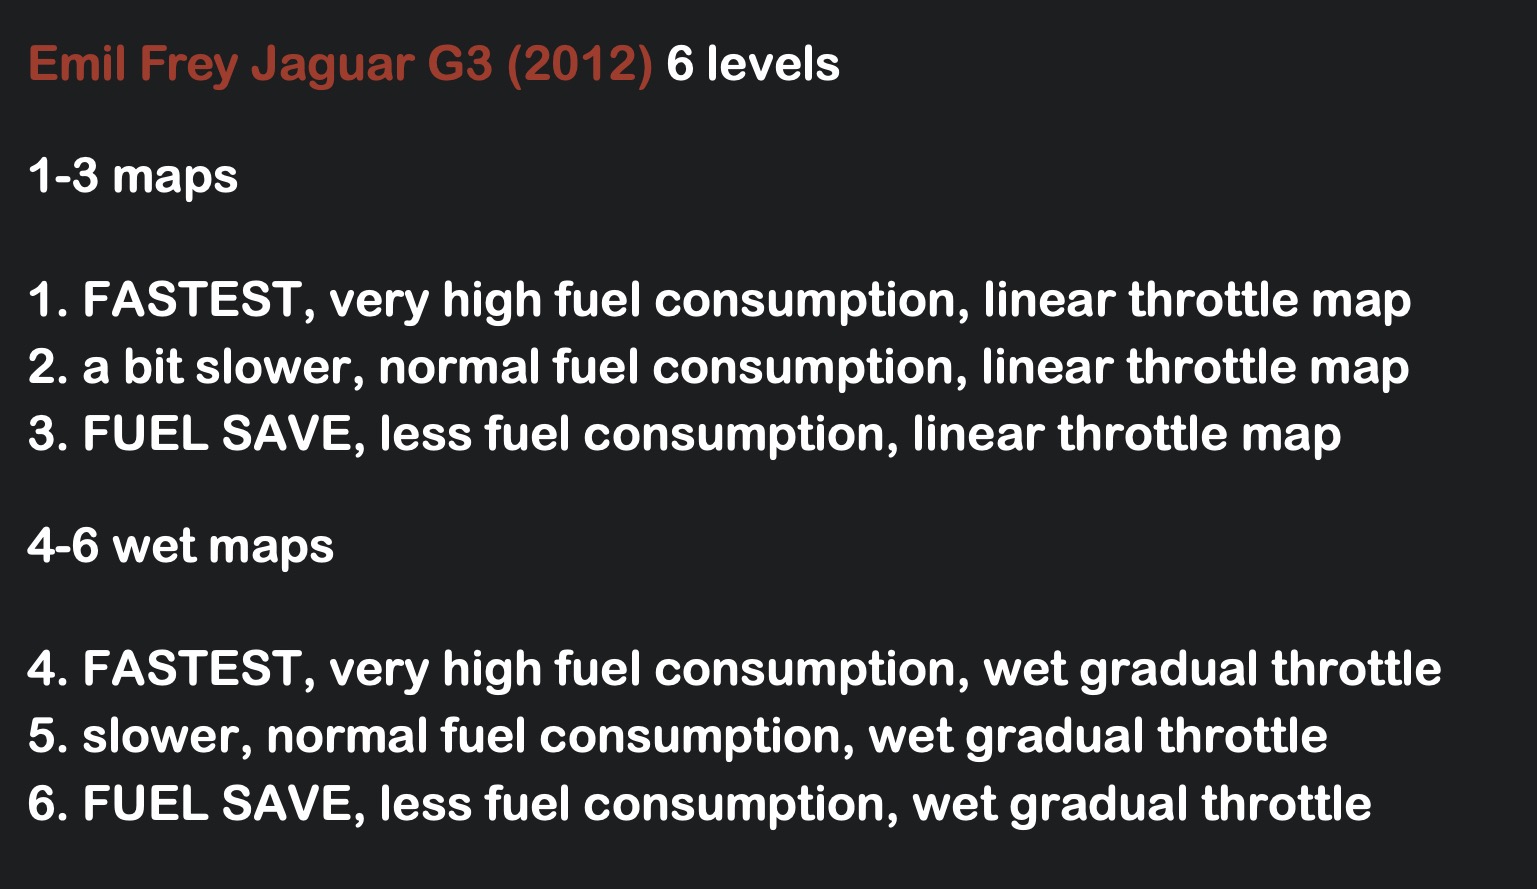 Emil Frey Jaguar G3 (2012) 6 levels
1-3 maps
1. FASTEST, very high fuel consumption, linear throttle map
2. a bit slower, normal fuel consumption, linear throttle map
3. FUEL SAVE, less fuel consumption, linear throttle map
4-6 wet maps
4. FASTEST, very high fuel consumption, wet gradual throttle
5. slower, normal fuel consumption, wet gradual throttle
6. FUEL SAVE, less fuel consumption, wet gradual throttle